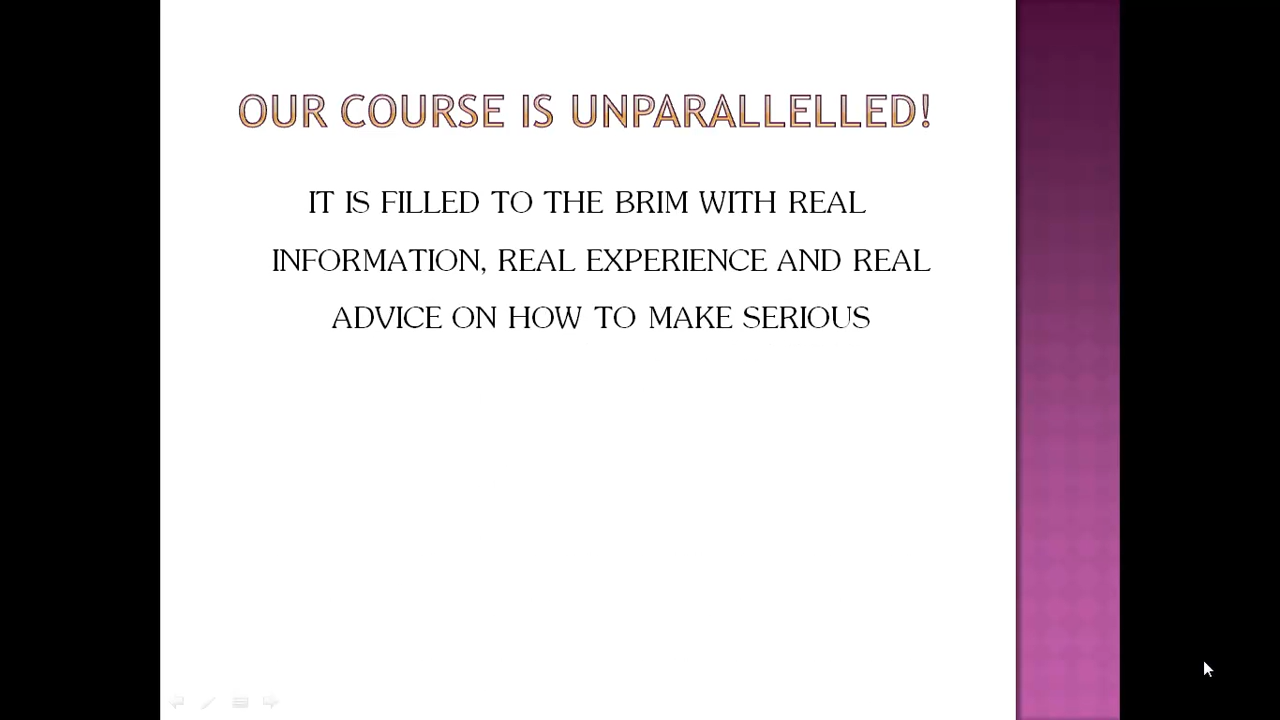 OUR COURSE IS UNPARALLELLED!
IT IS FILLED TO THE BRIM WITH REAL
INFORMATION, REAL EXPERIENCE AND REAL
ADVICE ON HOW TO MAKE SERIOUS